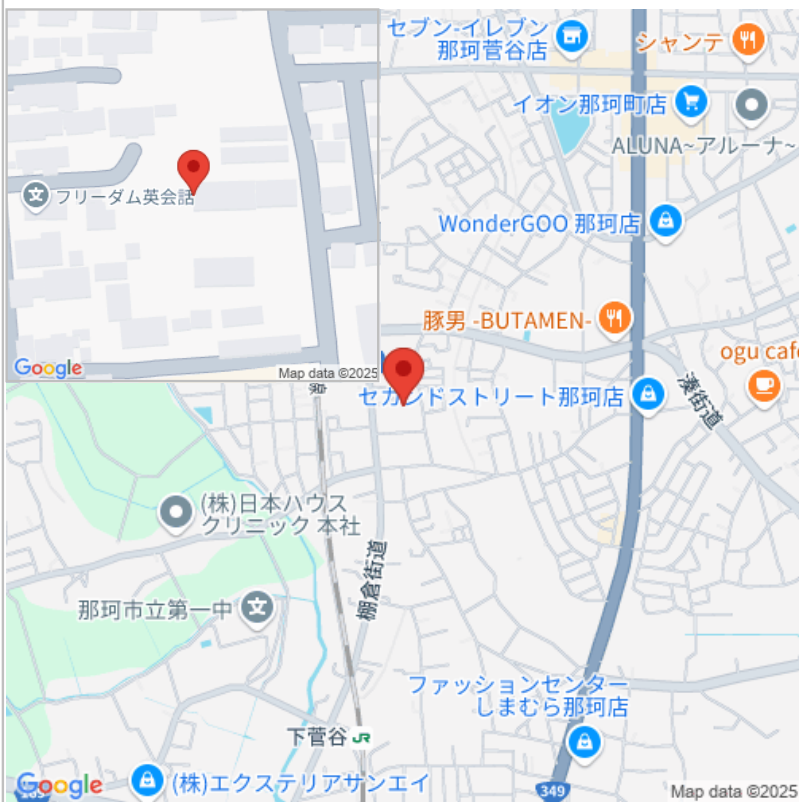 フリーダム英会話
Google
Map data ©2025
セブン-イレブン
那珂菅谷店
シャンテ
イオン那珂町店
ALUNA~アルーナ~
WonderGOO 那珂店
豚男 -BUTAMEN-
ogu cafe
セカンドストリート那珂店
湊街道
(株)日本ハウス
クリニック 本社
棚倉街道
那珂市立第一中
ファッションセンター
しまむら那珂店
下菅谷 JR
(株)エクステリアサンエイ
Google
349
Map data ©2025